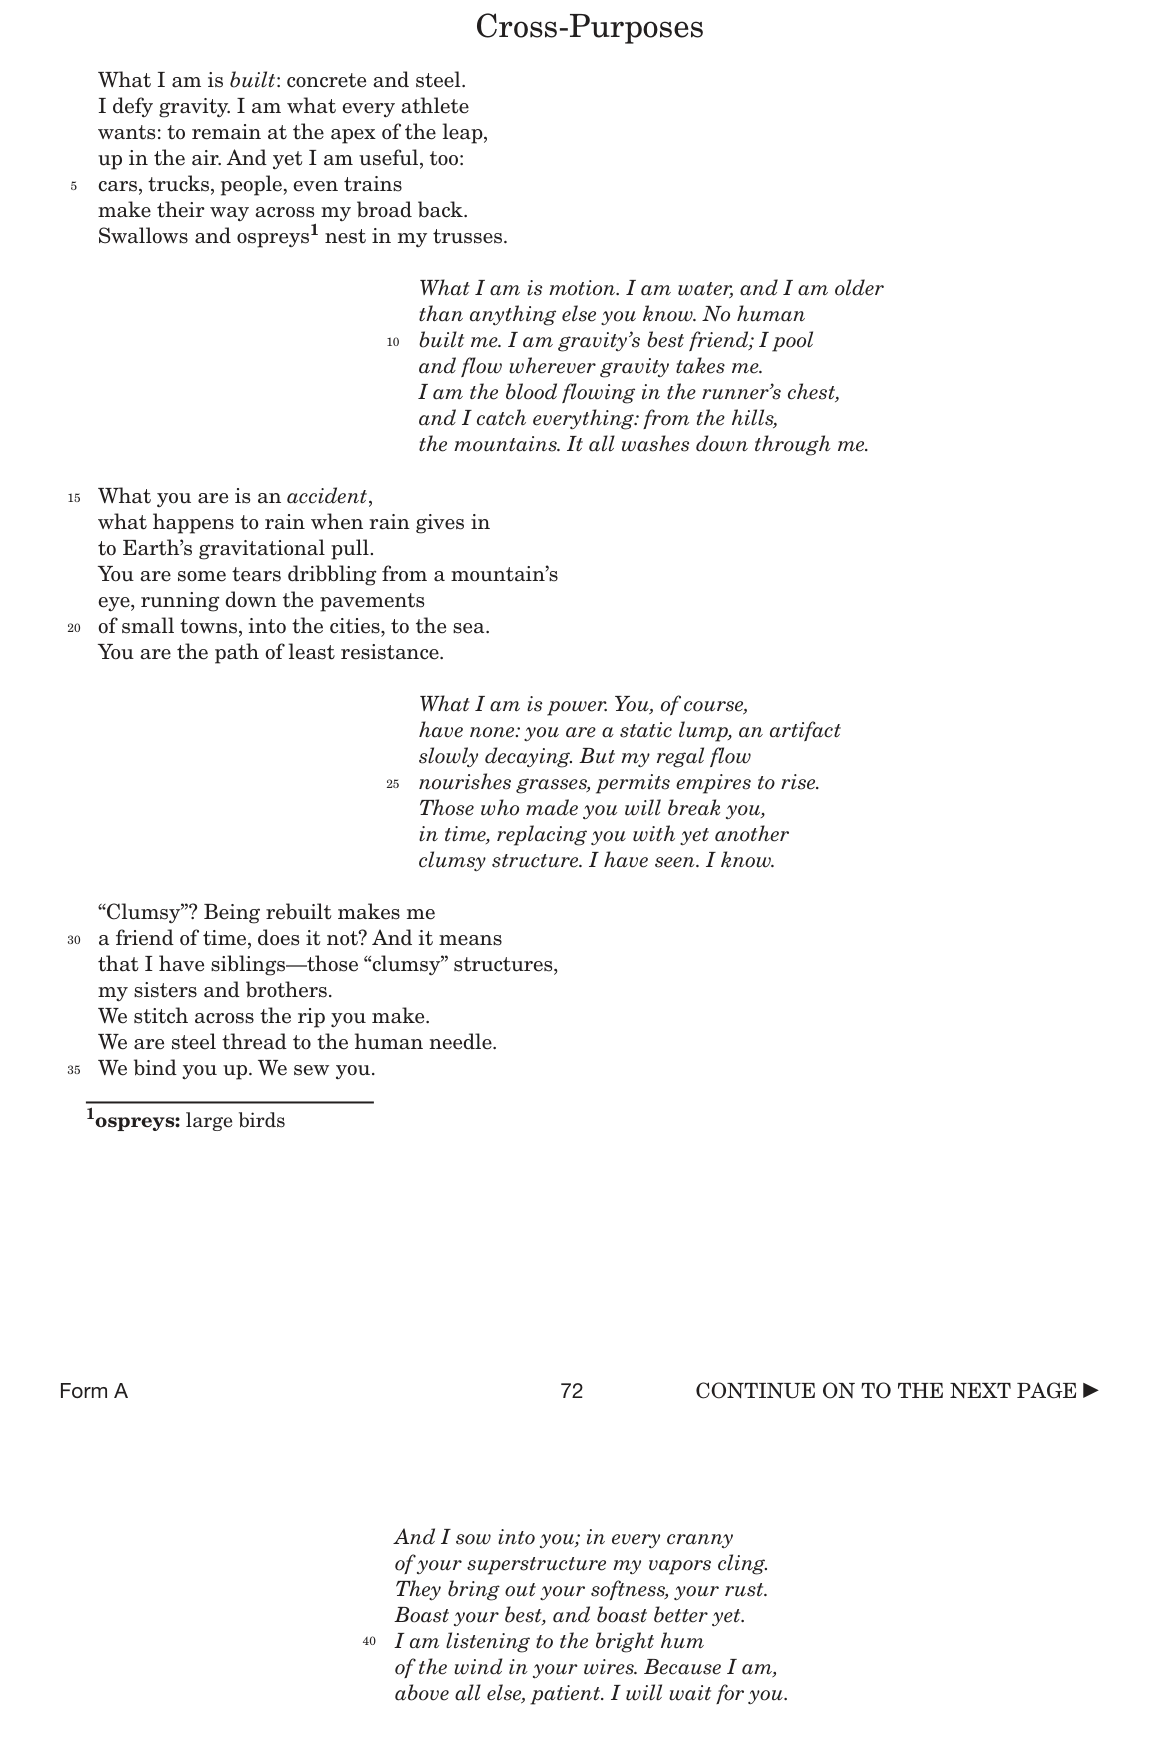 Cross-Purposes
What I am is built: concrete and steel.
I defy gravity. I am what every athlete
wants: to remain at the apex of the leap,
up in the air. And yet I am useful, too:
5 cars, trucks, people, even trains
make their way across my broad back.
Swallows and ospreys1 nest in my trusses.
What I am is motion. I am water, and I am older
than anything else you know. No human
10 built me. I am gravity’s best friend; I pool
and flow wherever gravity takes me.
I am the blood flowing in the runner’s chest,
and I catch everything: from the hills,
the mountains. It all washes down through me.
15 What you are is an accident,
what happens to rain when rain gives in
to Earth’s gravitational pull.
You are some tears dribbling from a mountain’s
eye, running down the pavements
20 of small towns, into the cities, to the sea.
You are the path of least resistance.
What I am is power. You, of course,
have none: you are a static lump, an artifact
slowly decaying. But my regal flow
25 nourishes grasses, permits empires to rise.
Those who made you will break you,
in time, replacing you with yet another
clumsy structure. I have seen. I know.
“Clumsy”? Being rebuilt makes me
30 a friend of time, does it not? And it means
that I have siblings—those “clumsy” structures,
my sisters and brothers.
We stitch across the rip you make.
We are steel thread to the human needle.
35 We bind you up. We sew you.
1ospreys: large birds
Form A 72 CONTINUE ON TO THE NEXT PAGE ▶
And I sow into you; in every cranny
of your superstructure my vapors cling.
They bring out your softness, your rust.
Boast your best, and boast better yet.
40 I am listening to the bright hum
of the wind in your wires. Because I am,
above all else, patient. I will wait for you.